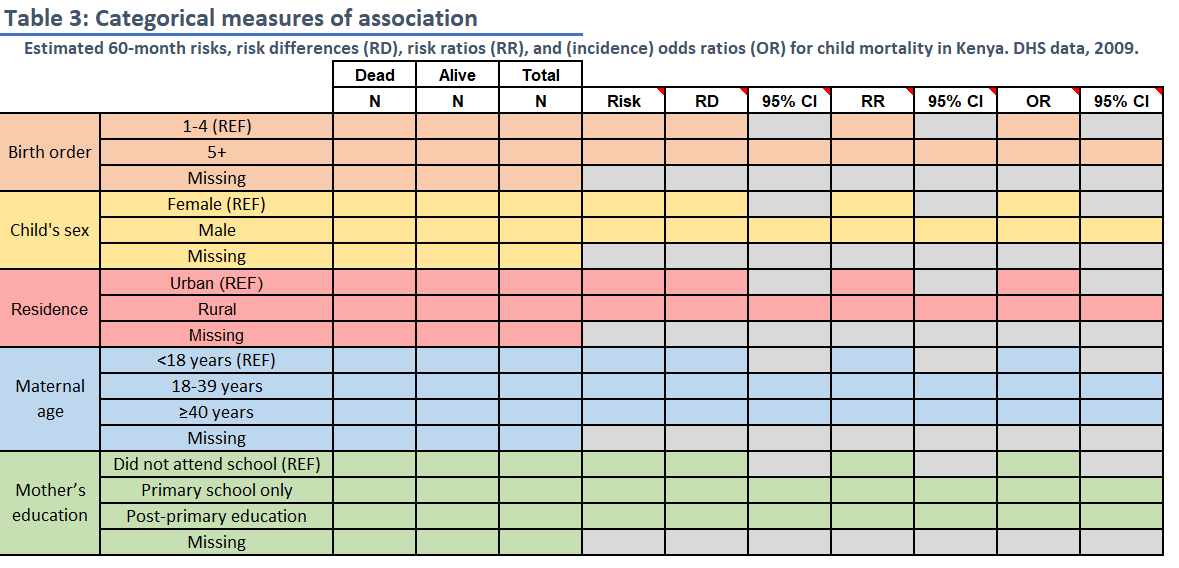 Table 3: Categorical measures of association
Estimated 60-month risks, risk differences (RD), risk ratios (RR), and (incidence) odds ratios (OR) for child mortality in Kenya. DHS data, 2009.
Dead Alive Total
N N N Risk RD 95% CI RR 95% CI OR 95% CI
Birth order
1-4 (REF)
5+
Missing
Child's sex
Female (REF)
Male
Missing
Residence
Urban (REF)
Rural
Missing
Maternal
age
<18 years (REF)
18-39 years
≥40 years
Missing
Mother’s
education
Did not attend school (REF)
Primary school only
Post-primary education
Missing